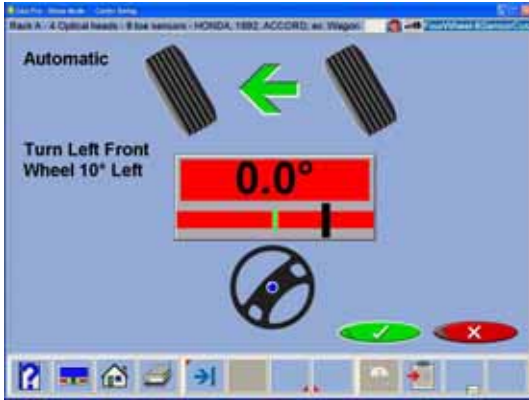 Rack A - 4 Optical heads - 8 toe sensors - HONDA, 1992, ACCORD, ex. Wagon
Automatic
Turn Left Front
Wheel 10° Left
0.0°